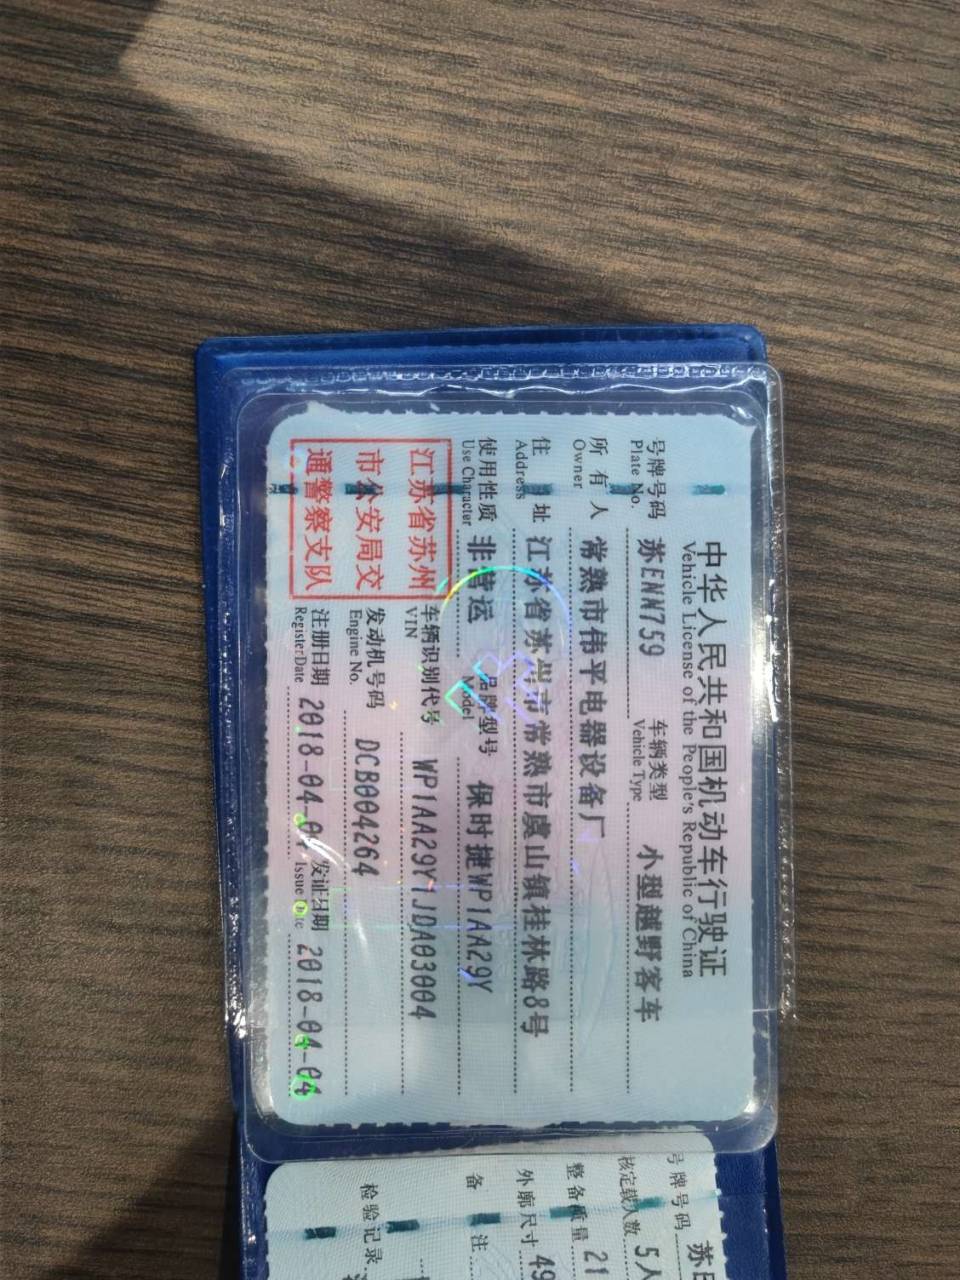 中华人民共和国机动车行驶证
Vehicle License of the People's Republic of China
号牌号码 苏ENN759 车辆类型 小型越野客车
Plate No. Vehicle Type
所有人 常熟市伟平电器设备厂
Owner
住址 江苏省苏州市常熟市虞山镇桂林路8号
Address
使用性质 非营运 品牌型号 保时捷WP1AA29Y
Use Character Model
江苏省苏州
市公安局交
通警察支队
车辆识别代号 WP1AA29Y1JDA03004
VIN
发动机号码 DCB004264
Engine No.
注册日期 2018-04-04 发证日期 2018-04-04
Register Date Issue Date
号牌号码 苏E
核定载人数 5人
整备质量 21
外廓尺寸 49
备注
检验记录